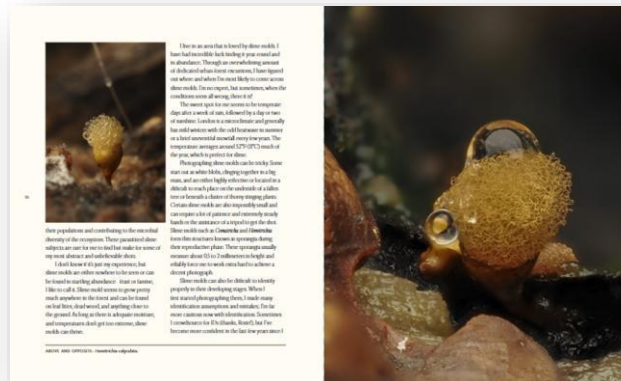 their populations and contributing to the microbial
diversity of the ecosystem. These parasitized slime
subjects are rare for me to find but make for some of
my most abstract and unbelievable shots.
I don't know if it's just my experience, but
slime molds are either nowhere to be seen or can
be found in startling abundance - feast or famine,
I like to call it. Slime mold seems to grow pretty
much anywhere in the forest and can be found
on leaf litter, dead wood, and anything close to
the ground. As long as there is adequate moisture,
and temperatures don't get too extreme, slime
molds can thrive.
I live in an area that is loved by slime molds. I
have had incredible luck finding it year-round and
in abundance. Through an overwhelming amount
of dedicated urban forest excursions, I have figured
out where and when I'm most likely to come across
slime molds. I'm no expert, but sometimes, when the
conditions seem all wrong, there it is!
The sweet spot for me seems to be temperate
days after a week of rain, followed by a day or two
of sunshine. London is a microclimate and generally
has mild winters with the odd heatwave in summer
or a brief uneventful snowfall every few years. The
temperature averages around 52°F (11°C) much of
the year, which is perfect for slime.
Photographing slime molds can be tricky. Some
start out as white blobs, clinging together in a big
mass, and are either highly reflective or located in a
difficult to reach place on the underside of a fallen
tree or beneath a cluster of thorny stinging plants.
Certain slime molds are also impossibly small and
can require a lot of patience and extremely steady
hands or the assistance of a tripod to get the shot.
Slime molds such as Comatricha and Hemitrichia
form thin structures known as sporangia during
their reproductive phase. These sporangia usually
measure about 0.5 to 2 millimeters in height and
reliably force me to work extra hard to achieve a
decent photograph.
Slime molds can also be difficult to identify
properly in their developing stages. When I
first started photographing them, I made many
identification assumptions and mistakes; I'm far
more cautious now with identification. Sometimes
I crowdsource for IDs (thanks, Reddit!), but I've
become more confident in the last few years since I
ABOVE AND OPPOSITE: Hemitrichia calyculata.